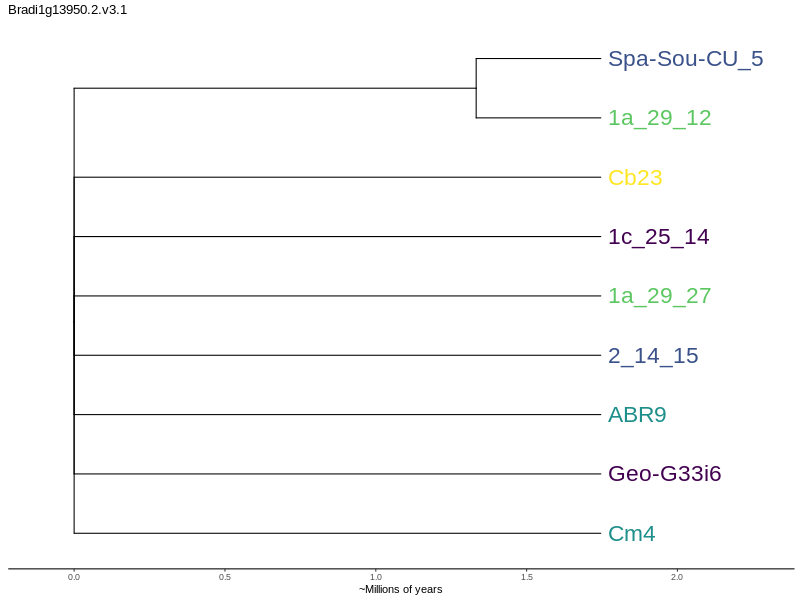 Bradi1g13950.2.v3.1
Spa-Sou-CU_5
1a_29_12
Cb23
1c_25_14
1a_29_27
2_14_15
ABR9
Geo-G33i6
Cm4
0.0 0.5 1.0 1.5 2.0
~Millions of years